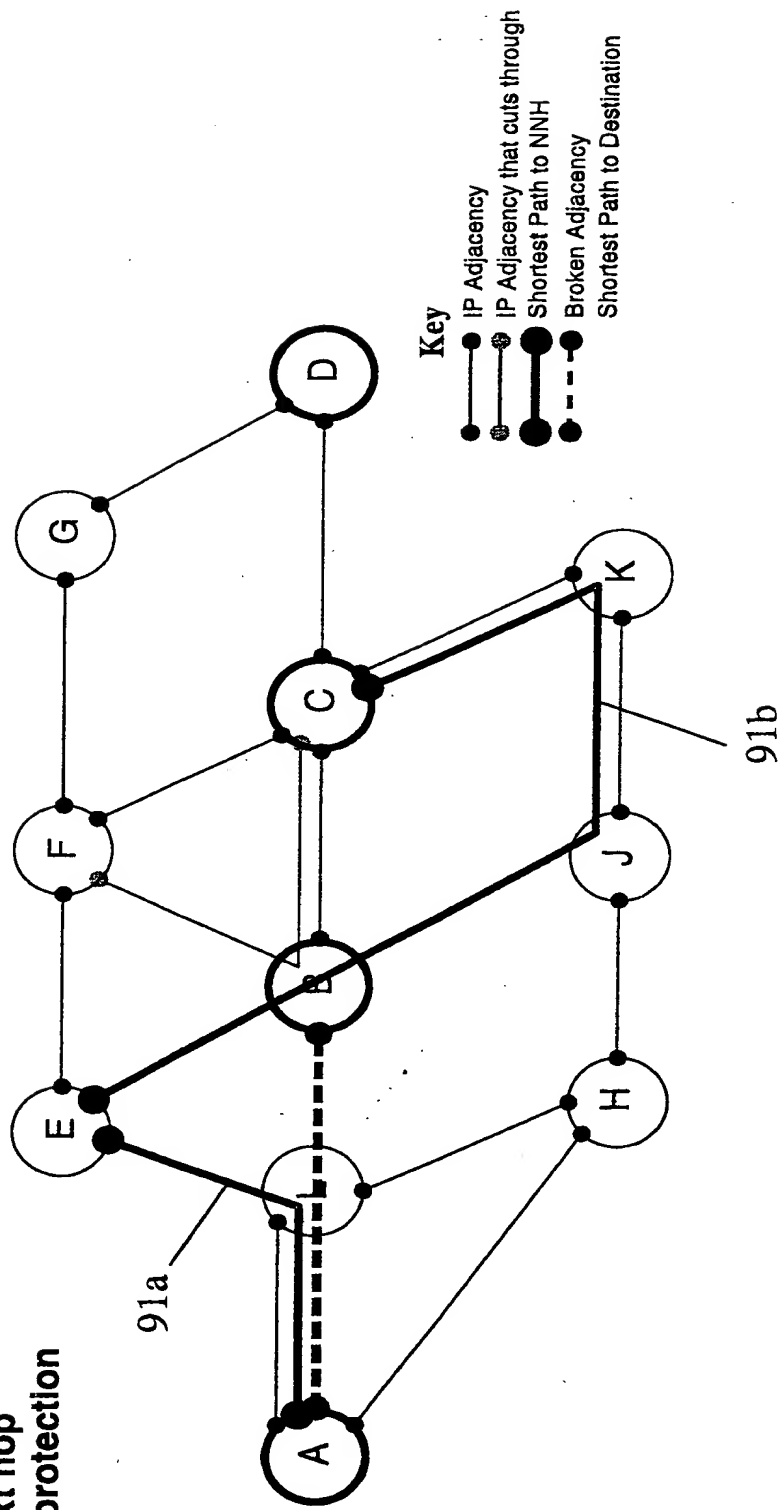 xt hop
protection
E
F
G
91a
A
L
B
C
D
H
J
K
91b
Key
IP Adjacency
IP Adjacency that cuts through
Shortest Path to NNH
Broken Adjacency
Shortest Path to Destination